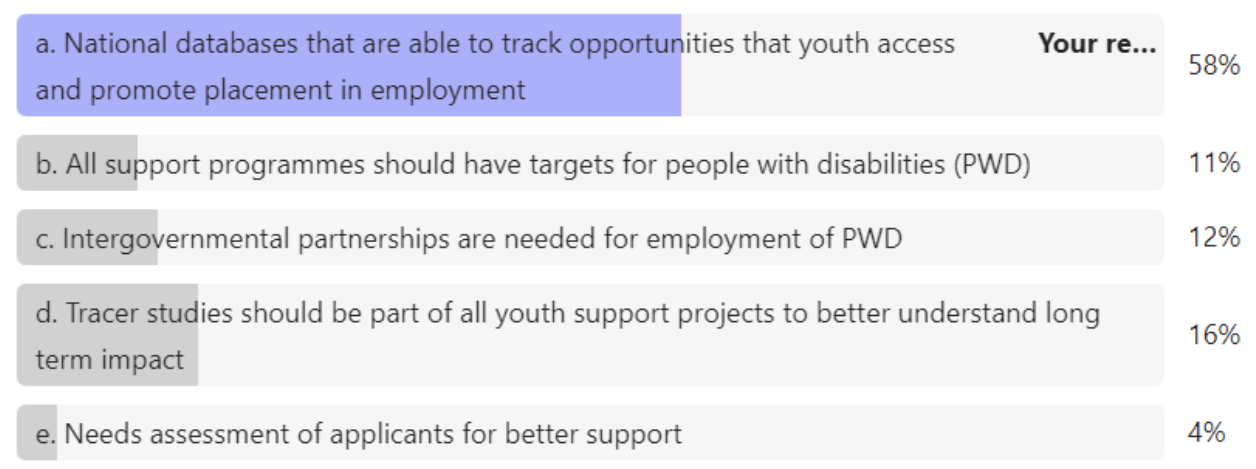 a. National databases that are able to track opportunities that youth access Your re...
and promote placement in employment
58%
b. All support programmes should have targets for people with disabilities (PWD) 11%
c. Intergovernmental partnerships are needed for employment of PWD 12%
d. Tracer studies should be part of all youth support projects to better understand long
term impact
16%
e. Needs assessment of applicants for better support 4%